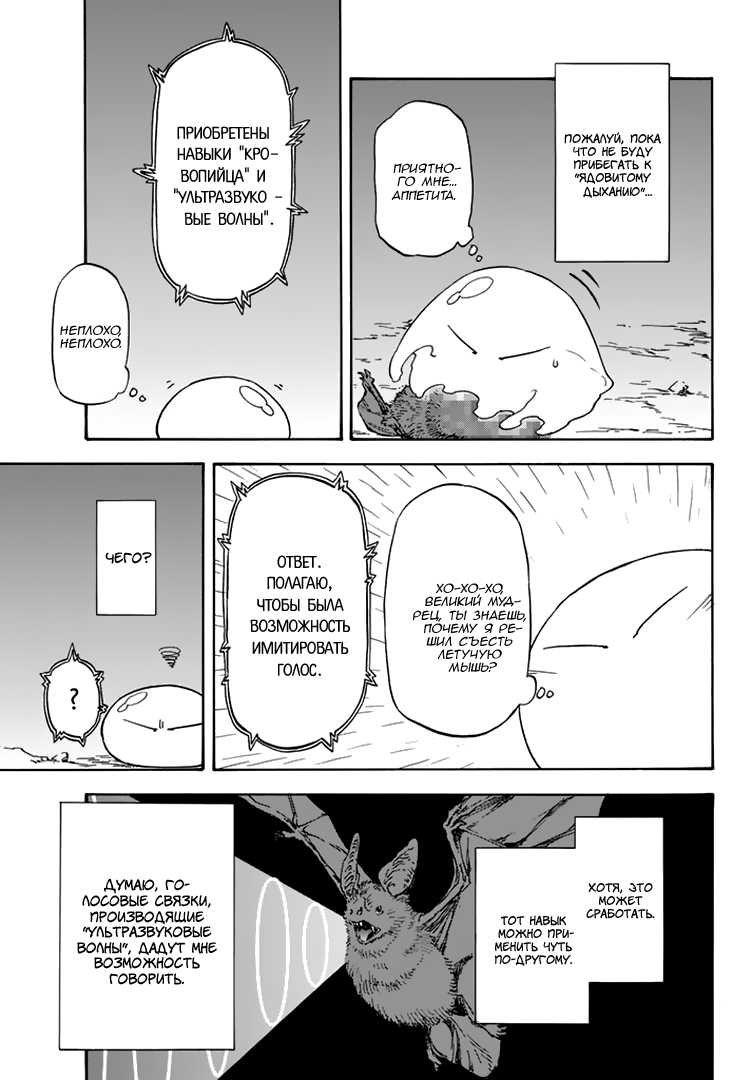 ПОЖАЛУЙ, ПОКА
ЧТО НЕ БУДУ
ПРИБЕГАТЬ К
"ЯДОВИТОМУ
ДЫХАНИЮ"...
ПРИЯТНО-
ГО МНЕ...
АППЕТИТА.
ПРИОБРЕТЕНЫ
НАВЫКИ "КРО-
ВОПИЙЦА" И
"УЛЬТРАЗВУКО -
ВЫЕ ВОЛНЫ".
НЕПЛОХО,
НЕПЛОХО.
ХО-ХО-ХО,
ВЕЛИКИЙ МУД-
РЕЦ, ТЫ ЗНАЕШЬ,
ПОЧЕМУ Я РЕ-
ШИЛ СЪЕСТЬ
ЛЕТУЧУЮ
МЫШЬ?
ОТВЕТ.
ПОЛАГАЮ,
ЧТОБЫ БЫЛА
ВОЗМОЖНОСТЬ
ИМИТИРОВАТЬ
ГОЛОС.
ЧЕГО?
?
ХОТЯ, ЭТО
МОЖЕТ
СРАБОТАТЬ.
ТОТ НАВЫК
МОЖНО ПРИ-
МЕНИТЬ ЧУТЬ
ПО-ДРУГОМУ.
ДУМАЮ, ГО-
ЛОСОВЫЕ СВЯЗКИ,
ПРОИЗВОДЯЩИЕ
"УЛЬТРАЗВУКОВЫЕ
ВОЛНЫ", ДАДУТ МНЕ
ВОЗМОЖНОСТЬ
ГОВОРИТЬ.